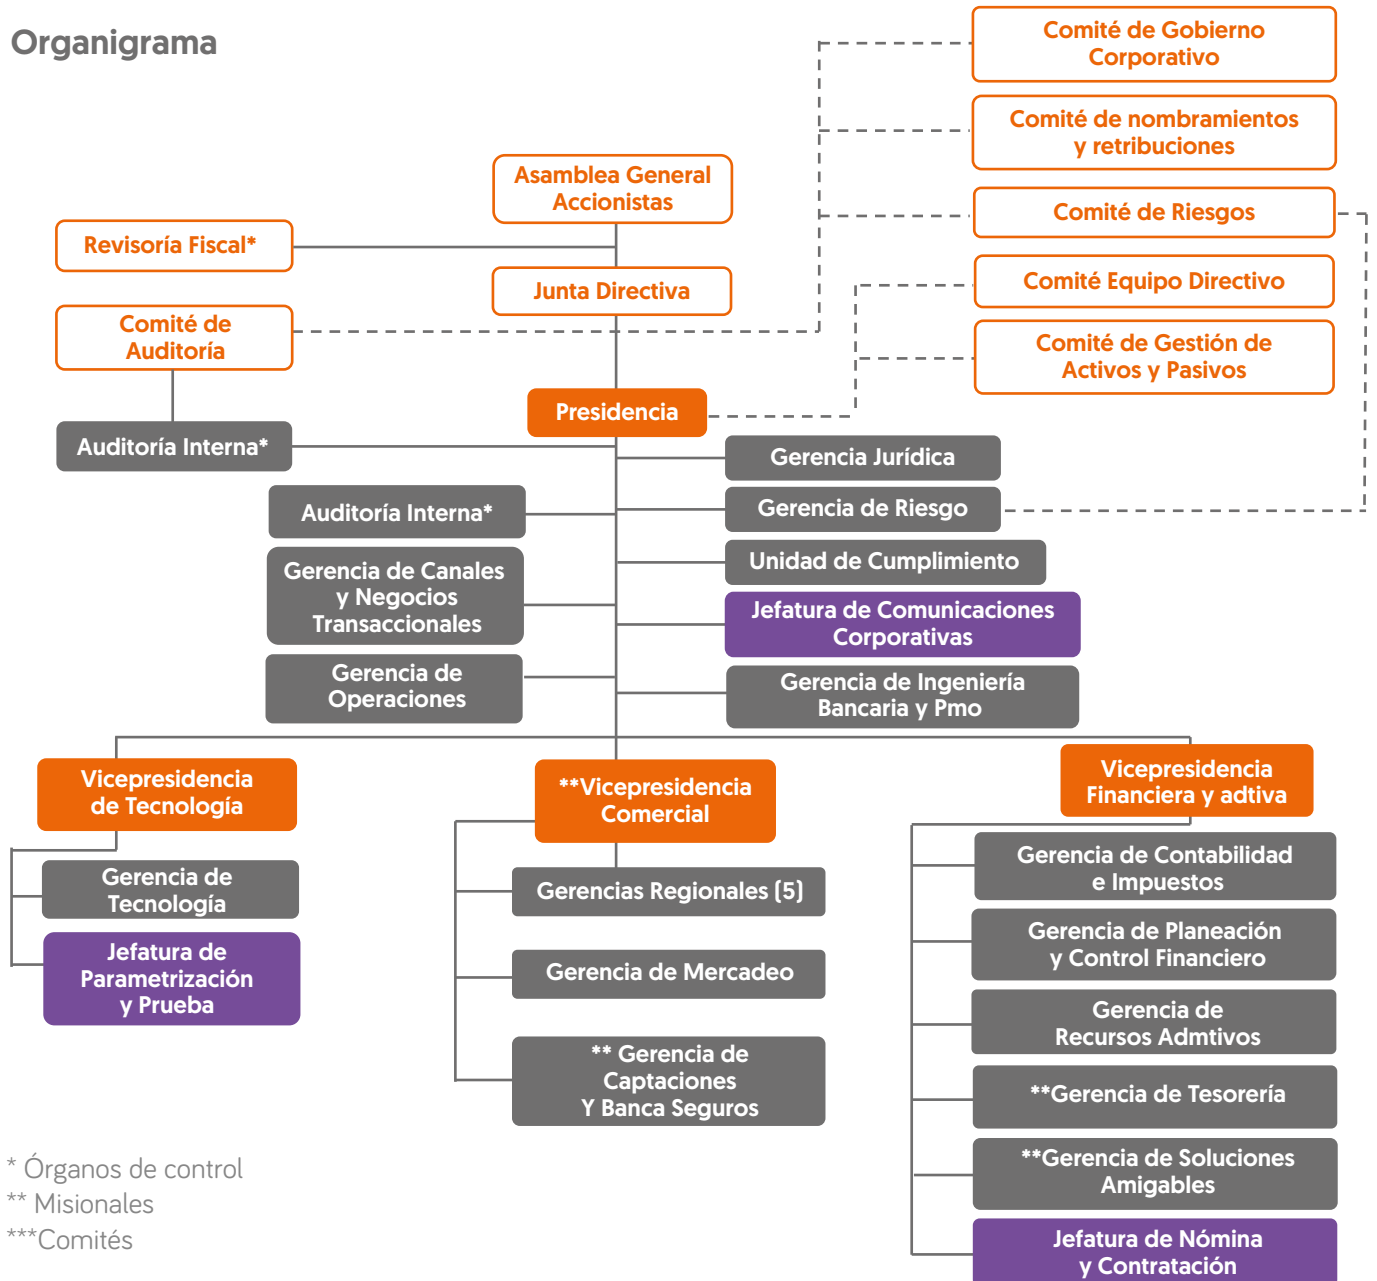 Organigrama
Comité de Gobierno
Corporativo
Comité de nombramientos
y retribuciones
Asamblea General
Accionistas
Comité de Riesgos
Revisoría Fiscal*
Junta Directiva
Comité Equipo Directivo
Comité de
Auditoría
Comité de Gestión de
Activos y Pasivos
Presidencia
Auditoría Interna*
Gerencia Jurídica
Auditoría Interna*
Gerencia de Riesgo
Gerencia de Canales
y Negocios
Transaccionales
Unidad de Cumplimiento
Jefatura de Comunicaciones
Corporativas
Gerencia de
Operaciones
Gerencia de Ingeniería
Bancaria y Pmo
Vicepresidencia
de Tecnología
**Vicepresidencia
Comercial
Vicepresidencia
Financiera y adtiva
Gerencia de
Tecnología
Jefatura de
Parametrización
y Prueba
Gerencias Regionales (5)
Gerencia de Mercadeo
** Gerencia de
Captaciones
Y Banca Seguros
Gerencia de Contabilidad
e Impuestos
Gerencia de Planeación
y Control Financiero
Gerencia de
Recursos Admtivos
**Gerencia de Tesorería
**Gerencia de Soluciones
Amigables
Jefatura de Nómina
y Contratación
* Órganos de control
** Misionales
***Comités